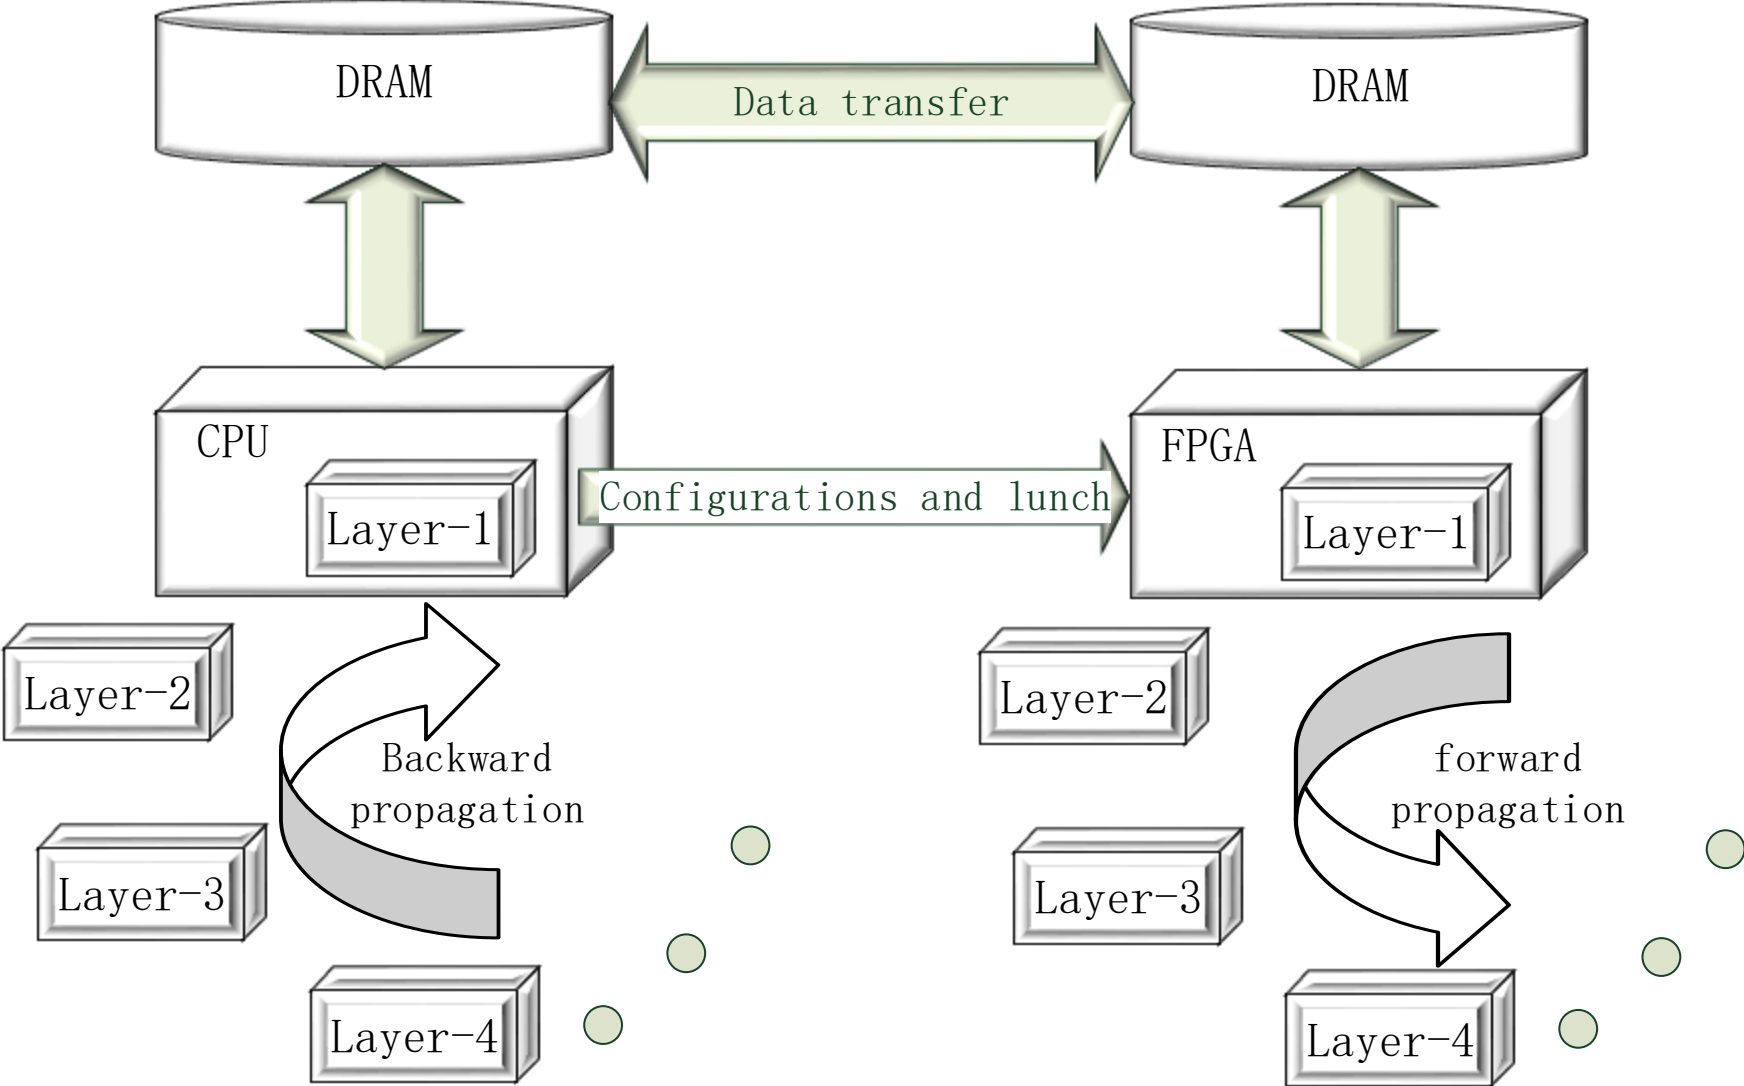 DRAM
Data transfer
DRAM
CPU
Layer-1
Configurations and lunch
FPGA
Layer-1
Layer-2
Backward
propagation
Layer-3
Layer-4
Layer-2
forward
propagation
Layer-3
Layer-4